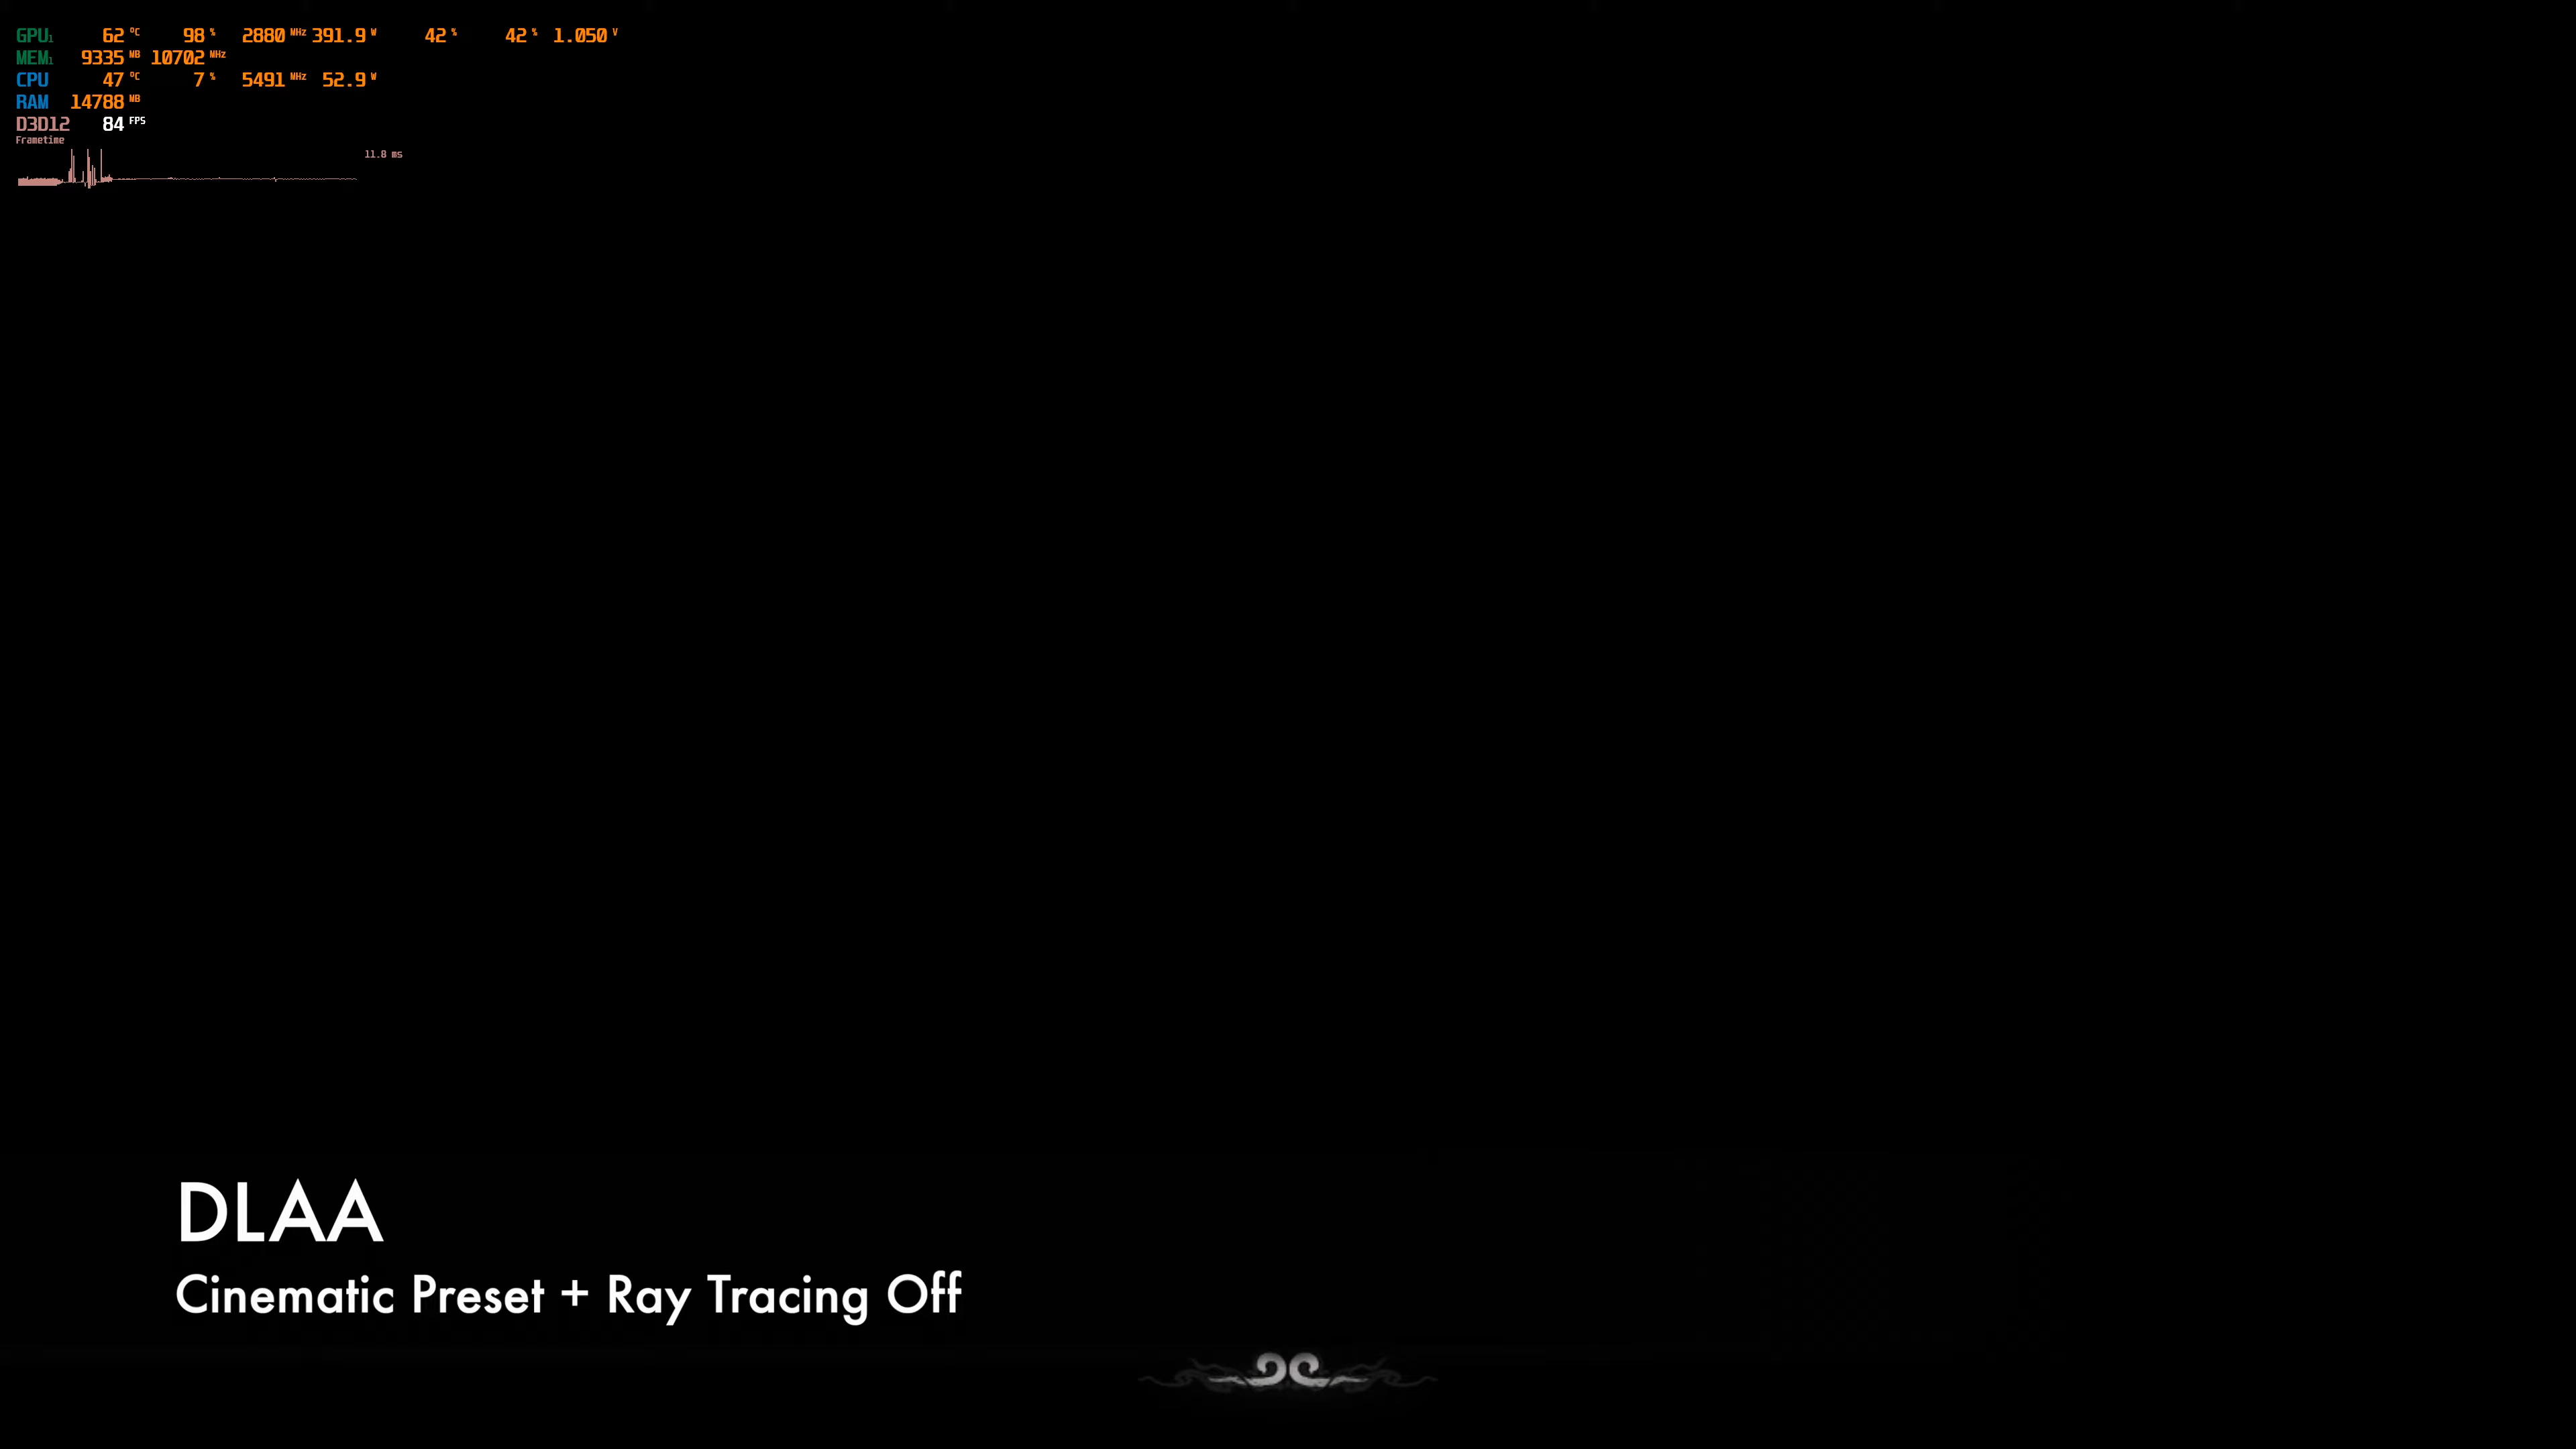 GPU1 62 °C 98 % 2880 MHz 391.9 W 42 % 42 % 1.050 V
MEM1 9335 MB 10702 MHz
CPU 47 °C 7 % 5491 MHz 52.9 W
RAM 14788 MB
D3D12 84 FPS
Frametime
11.8 ms
DLAA
Cinematic Preset + Ray Tracing Off